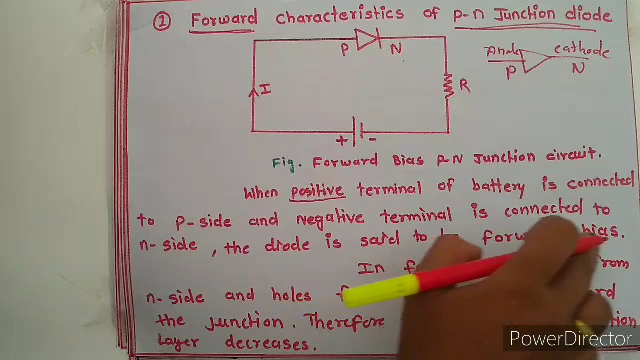 ① Forward characteristics of p-n Junction diode
P N
Anode cathode
P N
I
R
+ -
Fig. Forward Bias P-N Junction circuit.
When positive terminal of battery is connected
to p-side and negative terminal is connected to
n-side, the diode is said to bias.
In from
n-side and holes
the junction. Therefore
layer decreases.
PowerDirector